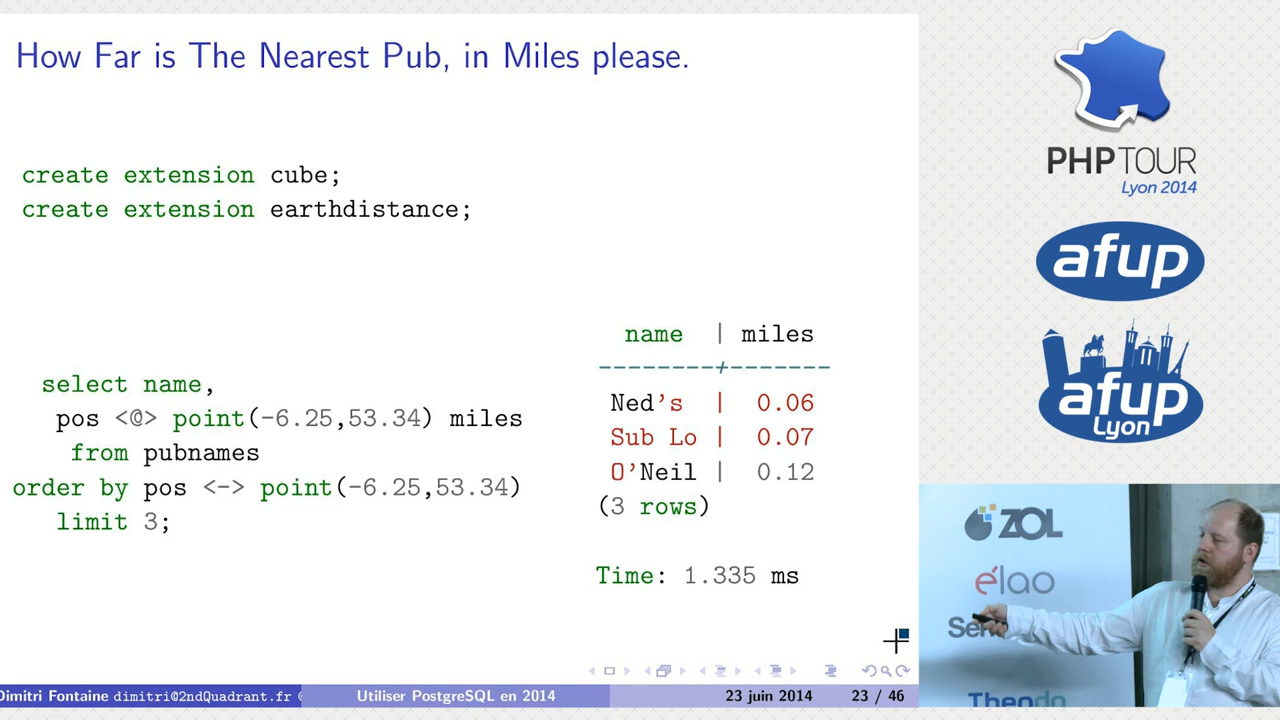 How Far is The Nearest Pub, in Miles please.
create extension cube;
create extension earthdistance;
select name,
pos <@> point(-6.25,53.34) miles
from pubnames
order by pos <-> point(-6.25,53.34)
limit 3;
name | miles
--------+-------
Ned's | 0.06
Sub Lo | 0.07
O'Neil | 0.12
(3 rows)
Time: 1.335 ms
Dimitri Fontaine dimitri@2ndQuadrant.fr
Utiliser PostgreSQL en 2014
23 juin 2014
23 / 46
PHPTOUR
Lyon 2014
afup
afup
Lyon
ZOL
élao
Theodo